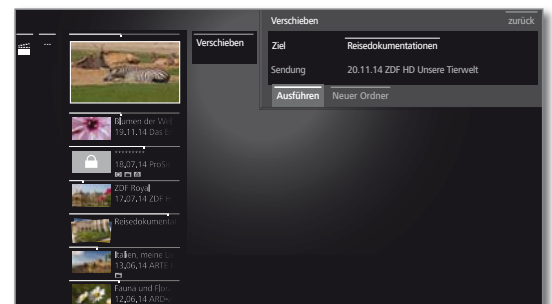 Verschieben
zurück
Verschieben
Ziel
Reisedokumentationen
Sendung
20.11.14 ZDF HD Unsere Tierwelt
Ausführen
Neuer Ordner
...
Blumen der Wel
19.11.14 Das E
*********
18.07.14 ProSi
ZDF Royal
17.07.14 ZDF H
Reisedokumentat
Italien, meine Li
13.06.14 ARTE
Fauna und Flor
12.06.14 ARD